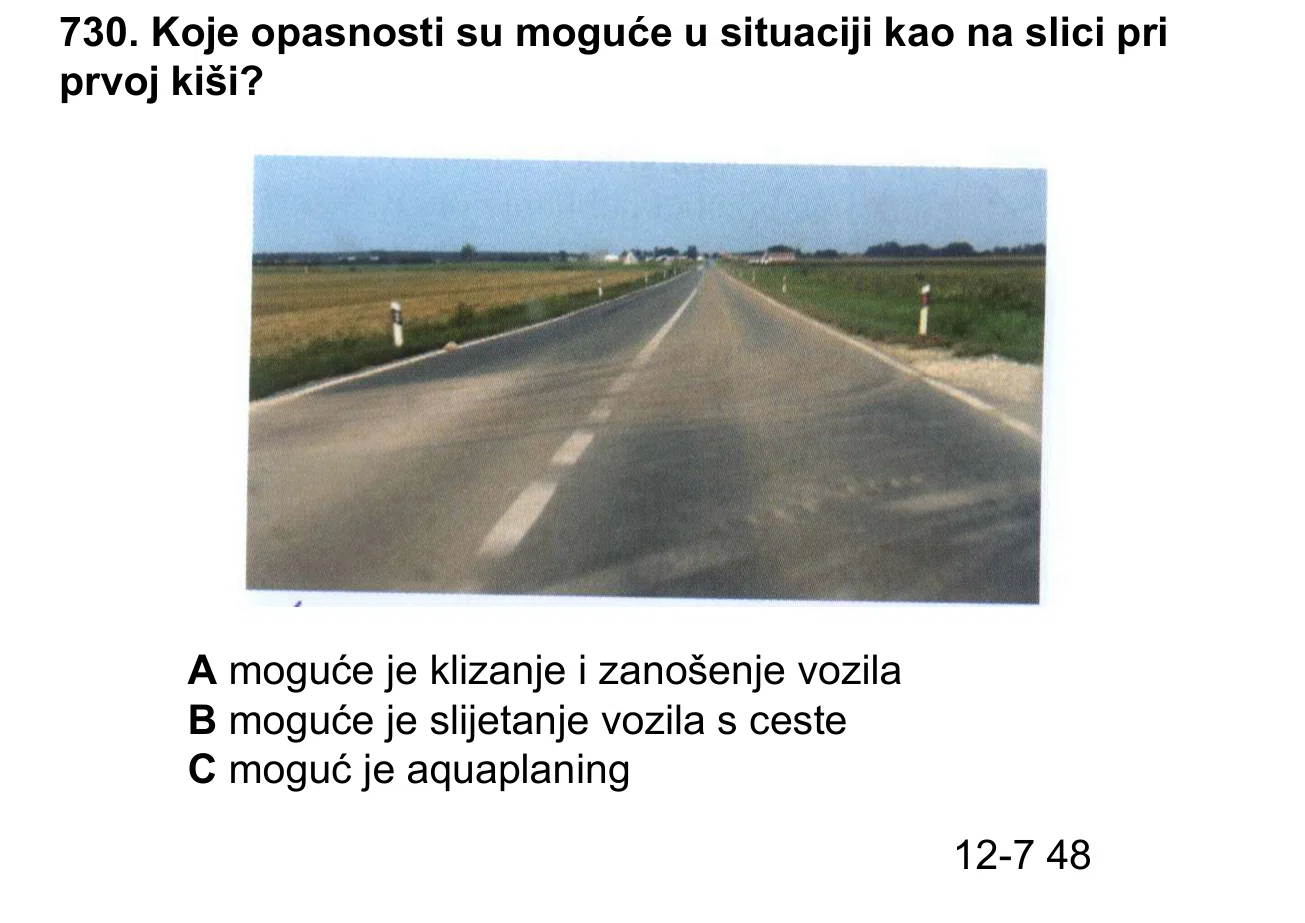 730. Koje opasnosti su moguće u situaciji kao na slici pri
prvoj kiši?
A moguće je klizanje i zanošenje vozila
B moguće je slijetanje vozila s ceste
C moguć je aquaplaning
12-7 48